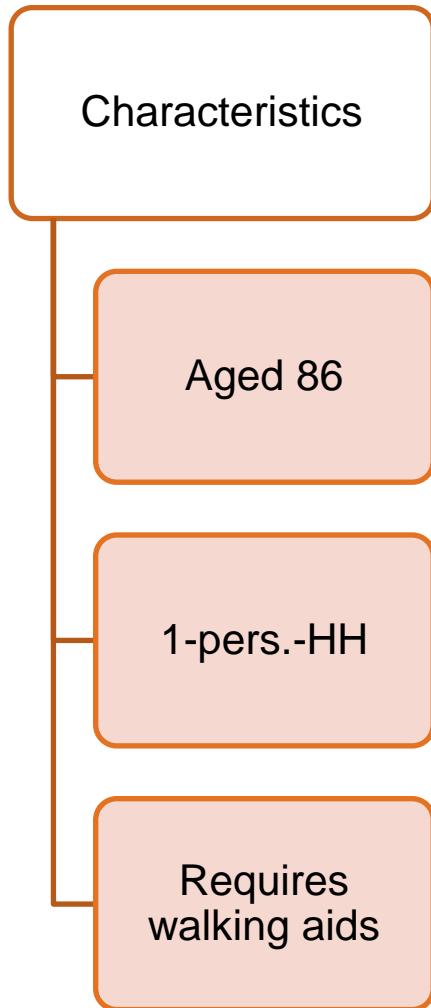 Characteristics
Aged 86
1-pers.-HH
Requires
walking aids